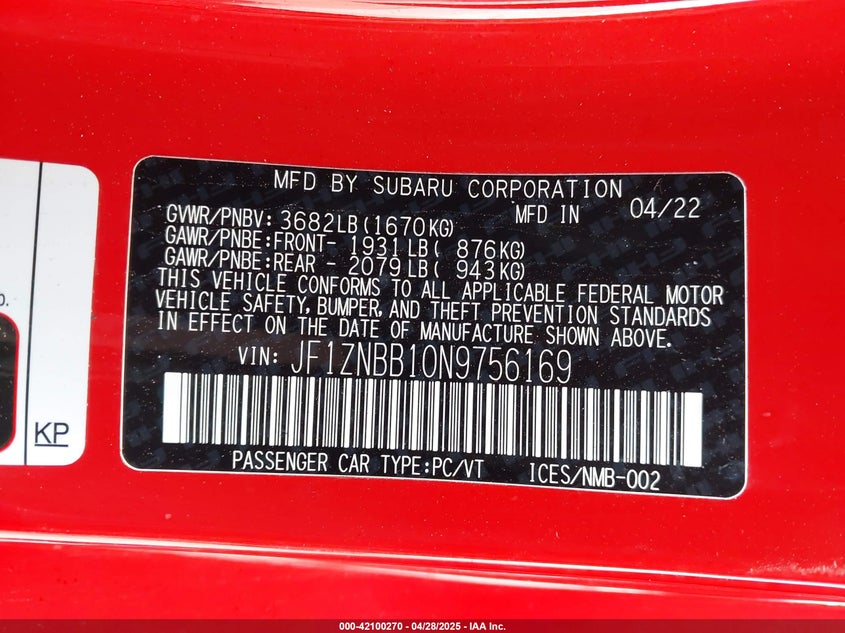 MFD BY SUBARU CORPORATION
MFD IN 04/22
GVWR/PNBV: 3682LB(1670KG)
GAWR/PNBE:FRONT- 1931LB( 876KG)
GAWR/PNBE:REAR - 2079LB( 943KG)
THIS VEHICLE CONFORMS TO ALL APPLICABLE FEDERAL MOTOR
VEHICLE SAFETY, BUMPER, AND THEFT PREVENTION STANDARDS
IN EFFECT ON THE DATE OF MANUFACTURE SHOWN ABOVE.
VIN: JF1ZNBB10N9756169
PASSENGER CAR TYPE:PC/VT ICES/NMB-002
KP
000-42100270 - 04/28/2025 - IAA Inc.